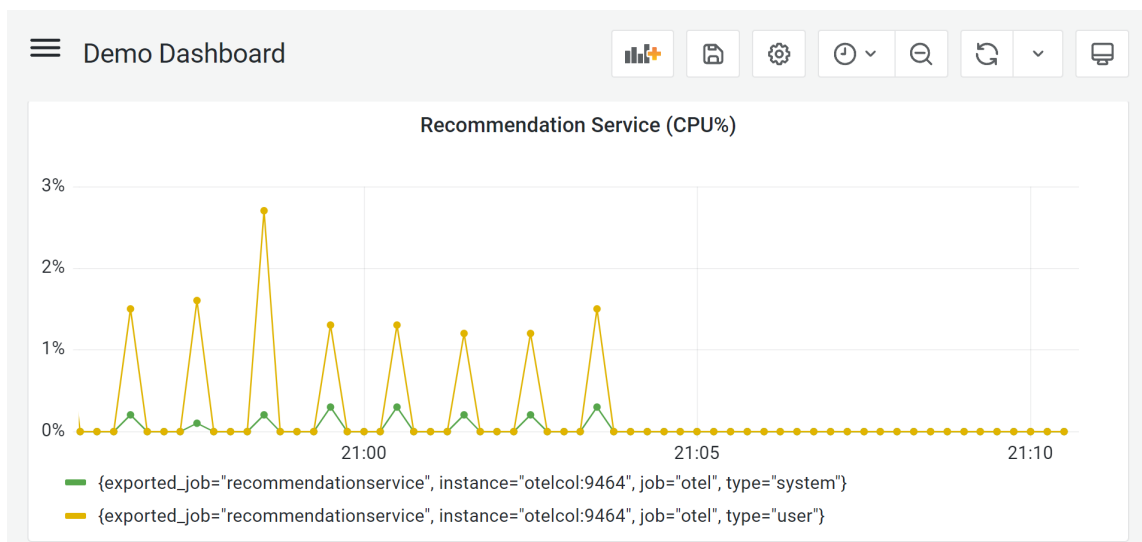 Demo Dashboard
Recommendation Service (CPU%)
3%
2%
1%
0%
21:00 21:05 21:10
{exported_job="recommendationservice", instance="otelcol:9464", job="otel", type="system"}
{exported_job="recommendationservice", instance="otelcol:9464", job="otel", type="user"}